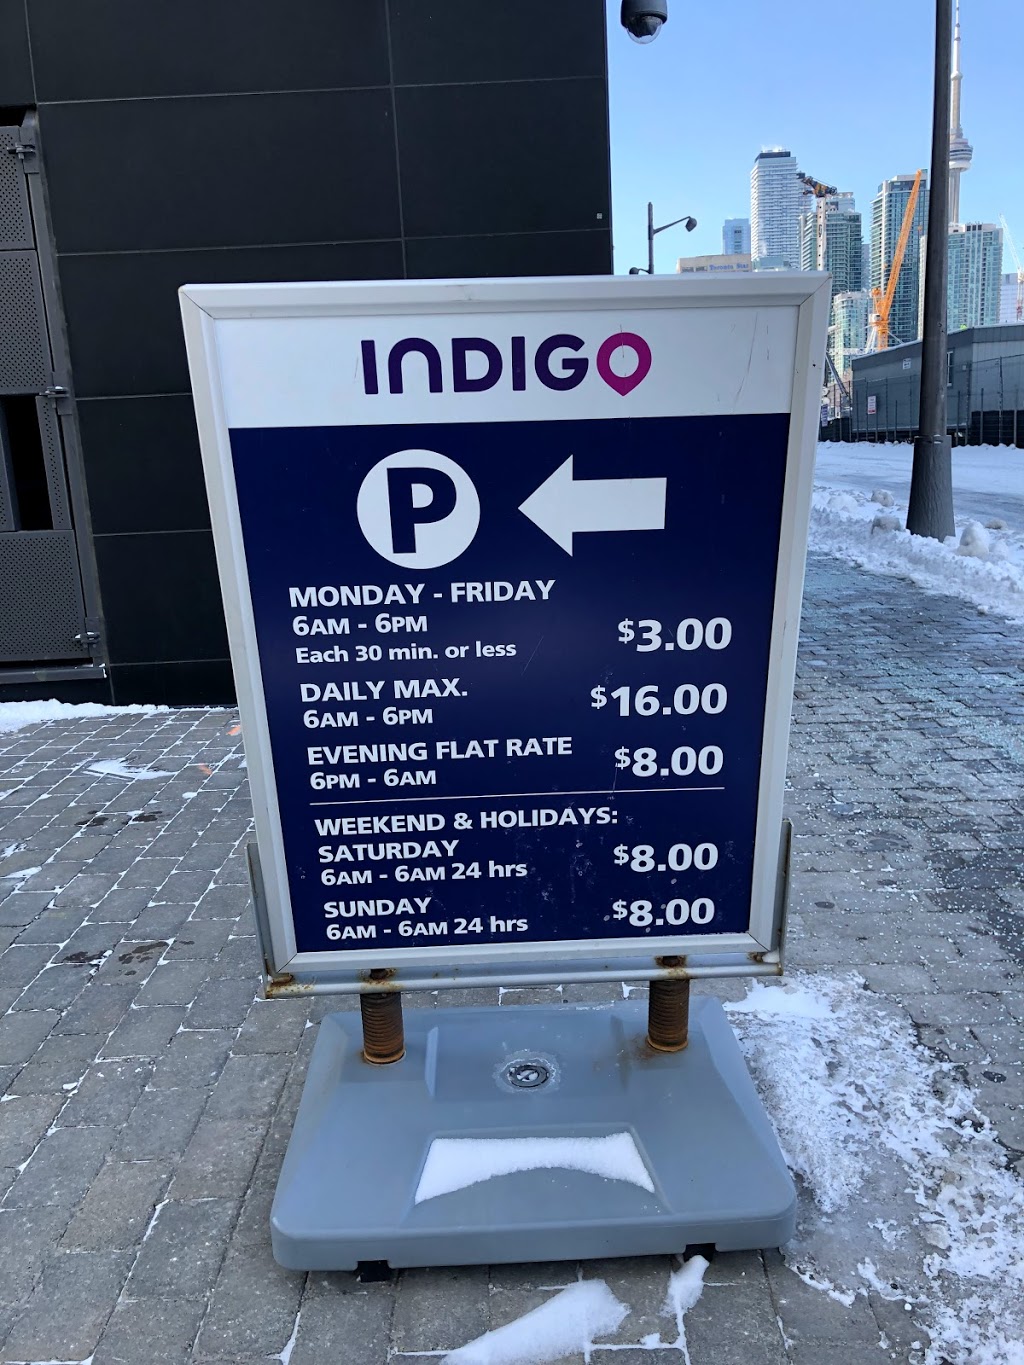 INDIGO
P
MONDAY - FRIDAY
6AM - 6PM
Each 30 min. or less $3.00
DAILY MAX.
6AM - 6PM $16.00
EVENING FLAT RATE
6PM - 6AM $8.00
WEEKEND & HOLIDAYS:
SATURDAY
6AM - 6AM 24 hrs $8.00
SUNDAY
6AM - 6AM 24 hrs $8.00
Toronto Star